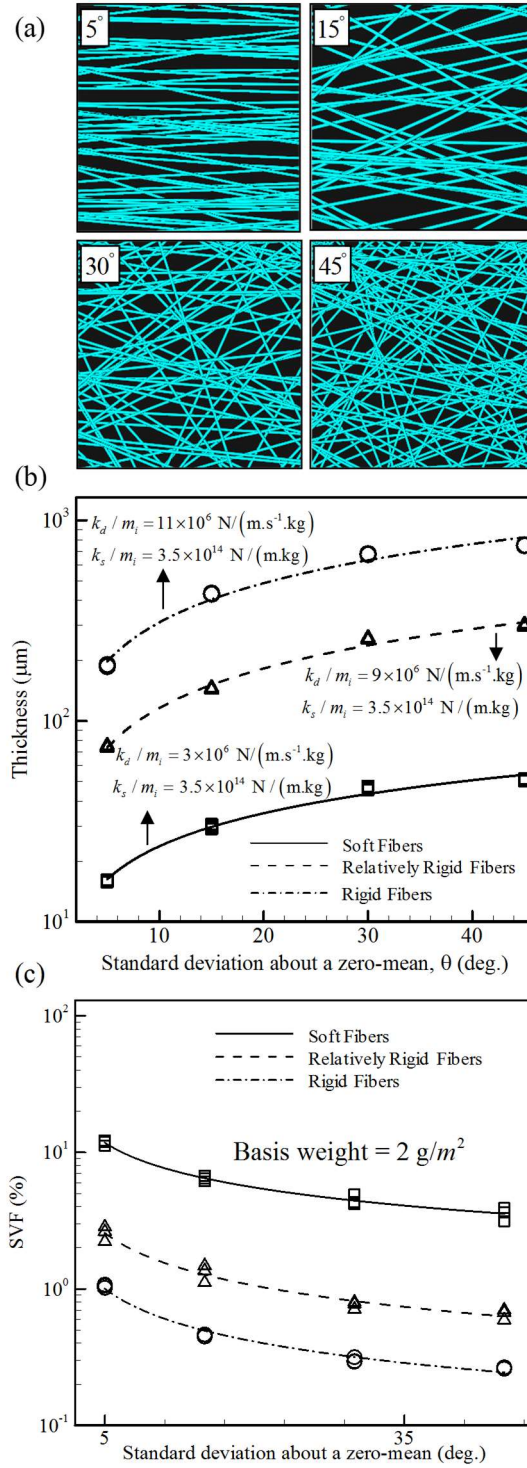 (a)
5°
15°
30°
45°
(b)
10³
k_d / m_i = 11×10⁶ N/(m.s⁻¹.kg)
k_s / m_i = 3.5×10¹⁴ N/(m.kg)
Thickness (μm)
k_d / m_i = 9×10⁶ N/(m.s⁻¹.kg)
k_s / m_i = 3.5×10¹⁴ N/(m.kg)
10²
k_d / m_i = 3×10⁶ N/(m.s⁻¹.kg)
k_s / m_i = 3.5×10¹⁴ N/(m.kg)
Soft Fibers
Relatively Rigid Fibers
Rigid Fibers
10¹
10 20 30 40
Standard deviation about a zero-mean, θ (deg.)
(c)
10²
Soft Fibers
Relatively Rigid Fibers
Rigid Fibers
10¹
Basis weight = 2 g/m²
SVF (%)
10⁰
10⁻¹
5 35
Standard deviation about a zero-mean (deg.)